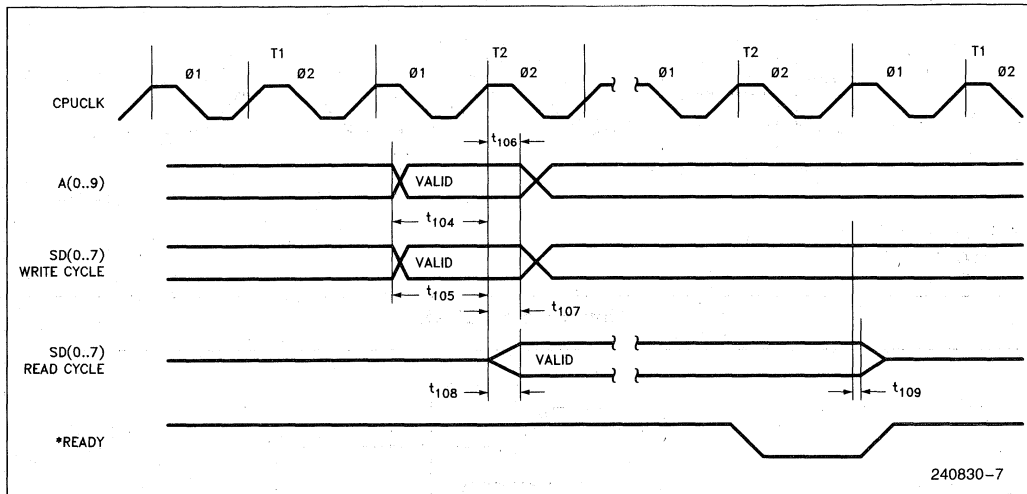 T1 T2 T2 T1
Ø1 Ø2 Ø1 Ø2 Ø1 Ø2 Ø1 Ø2
CPUCLK
t106
A(0..9) VALID
t104
SD(0..7) VALID
WRITE CYCLE
t105 t107
SD(0..7) VALID
READ CYCLE
t108 t109
*READY
240830-7